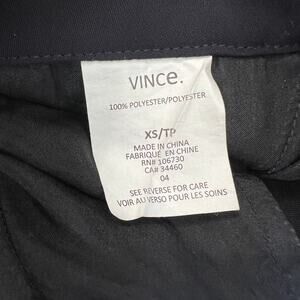 VINCe.
100% POLYESTER/POLYESTER
XS/TP
MADE IN CHINA
FABRIQUÉ EN CHINE
RN# 106730
CA# 34460
04
SEE REVERSE FOR CARE
VOIR AU VERSO POUR LES SOINS